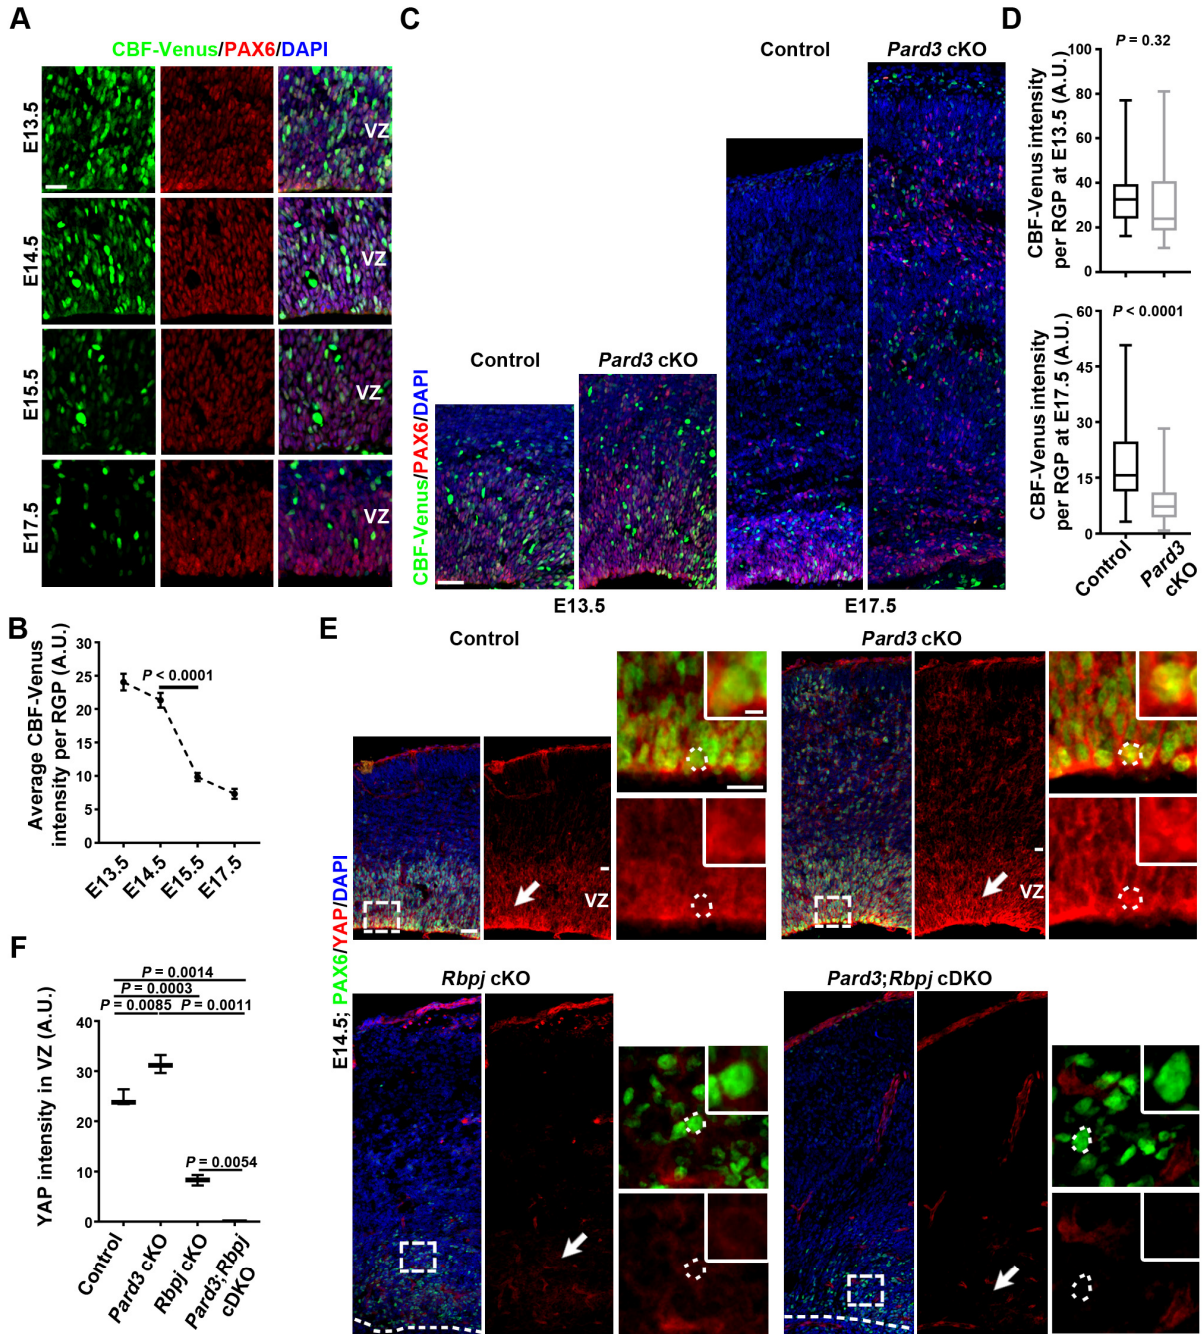 A
CBF-Venus/PAX6/DAPI
E13.5
VZ
E14.5
VZ
E15.5
VZ
E17.5
VZ
B
Average CBF-Venus
intensity per RGP (A.U.)
30
25
20
15
10
5
0
P < 0.0001
E13.5
E14.5
E15.5
E17.5
C
CBF-Venus/PAX6/DAPI
Control
Pard3 cKO
Control
Pard3 cKO
E13.5
E17.5
D
P = 0.32
CBF-Venus intensity
per RGP at E13.5 (A.U.)
100
80
60
40
20
0
P < 0.0001
CBF-Venus intensity
per RGP at E17.5 (A.U.)
60
45
30
15
0
Control
Pard3
cKO
E
E14.5; PAX6/YAP/DAPI
Control
VZ
Pard3 cKO
VZ
Rbpj cKO
Pard3;Rbpj cDKO
F
YAP intensity in VZ (A.U.)
P = 0.0014
P = 0.0003
P = 0.0085
P = 0.0011
P = 0.0054
40
30
20
10
0
Control
Pard3 cKO
Rbpj cKO
Pard3;Rbpj
cDKO